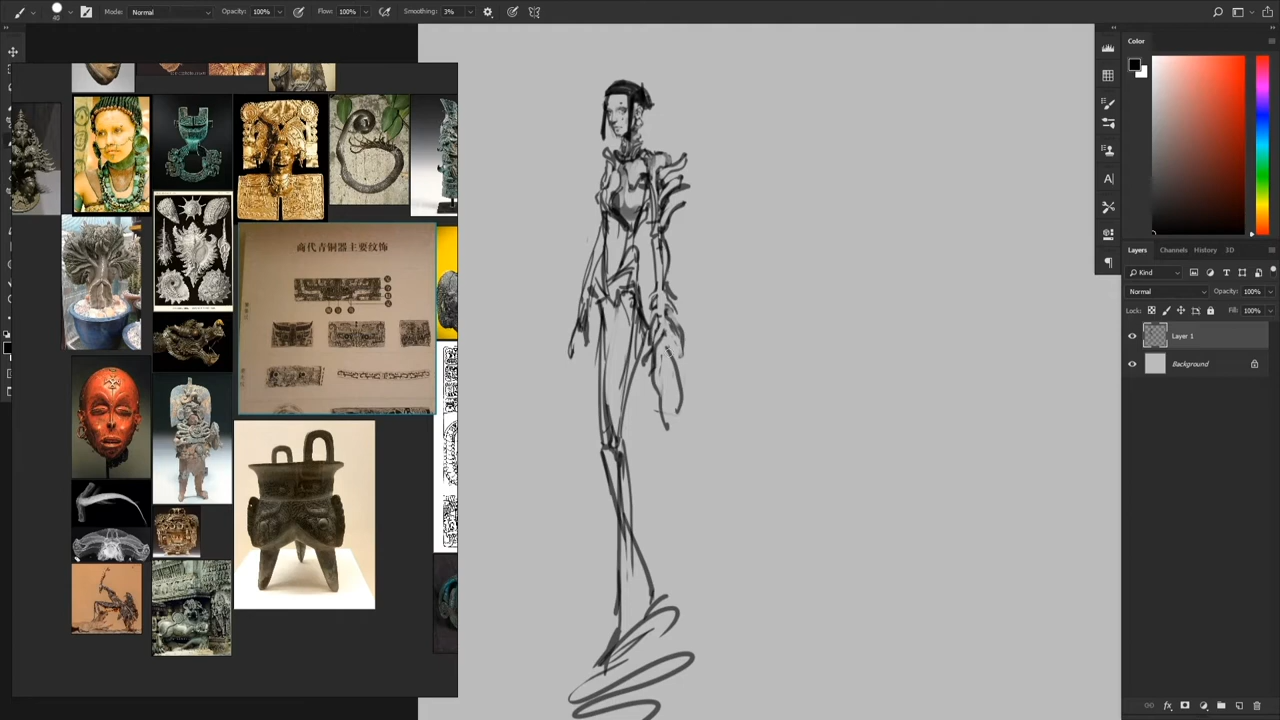 Mode: Normal Opacity: 100% Flow: 100% Smoothing: 3%
商代青铜器主要纹饰
Color
Layers Channels History 3D
Kind
Normal Opacity: 100%
Lock: Fill: 100%
Layer 1
Background